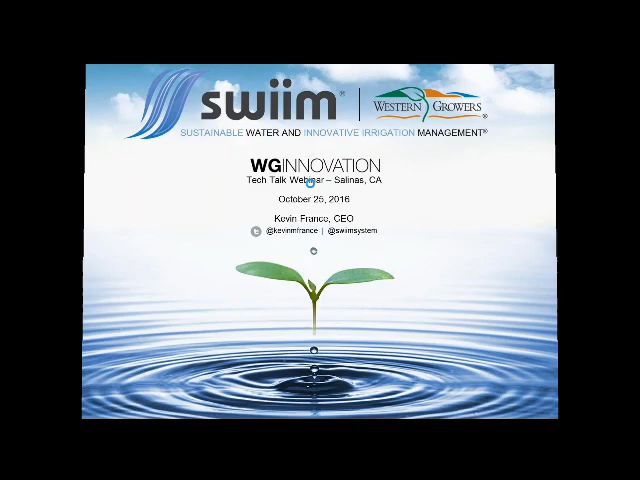 swiim®
WESTERN GROWERS®
SUSTAINABLE WATER AND INNOVATIVE IRRIGATION MANAGEMENT®
WGINNOVATION
Tech Talk Webinar – Salinas, CA
October 25, 2016
Kevin France, CEO
@kevinmfrance | @swiimsystem